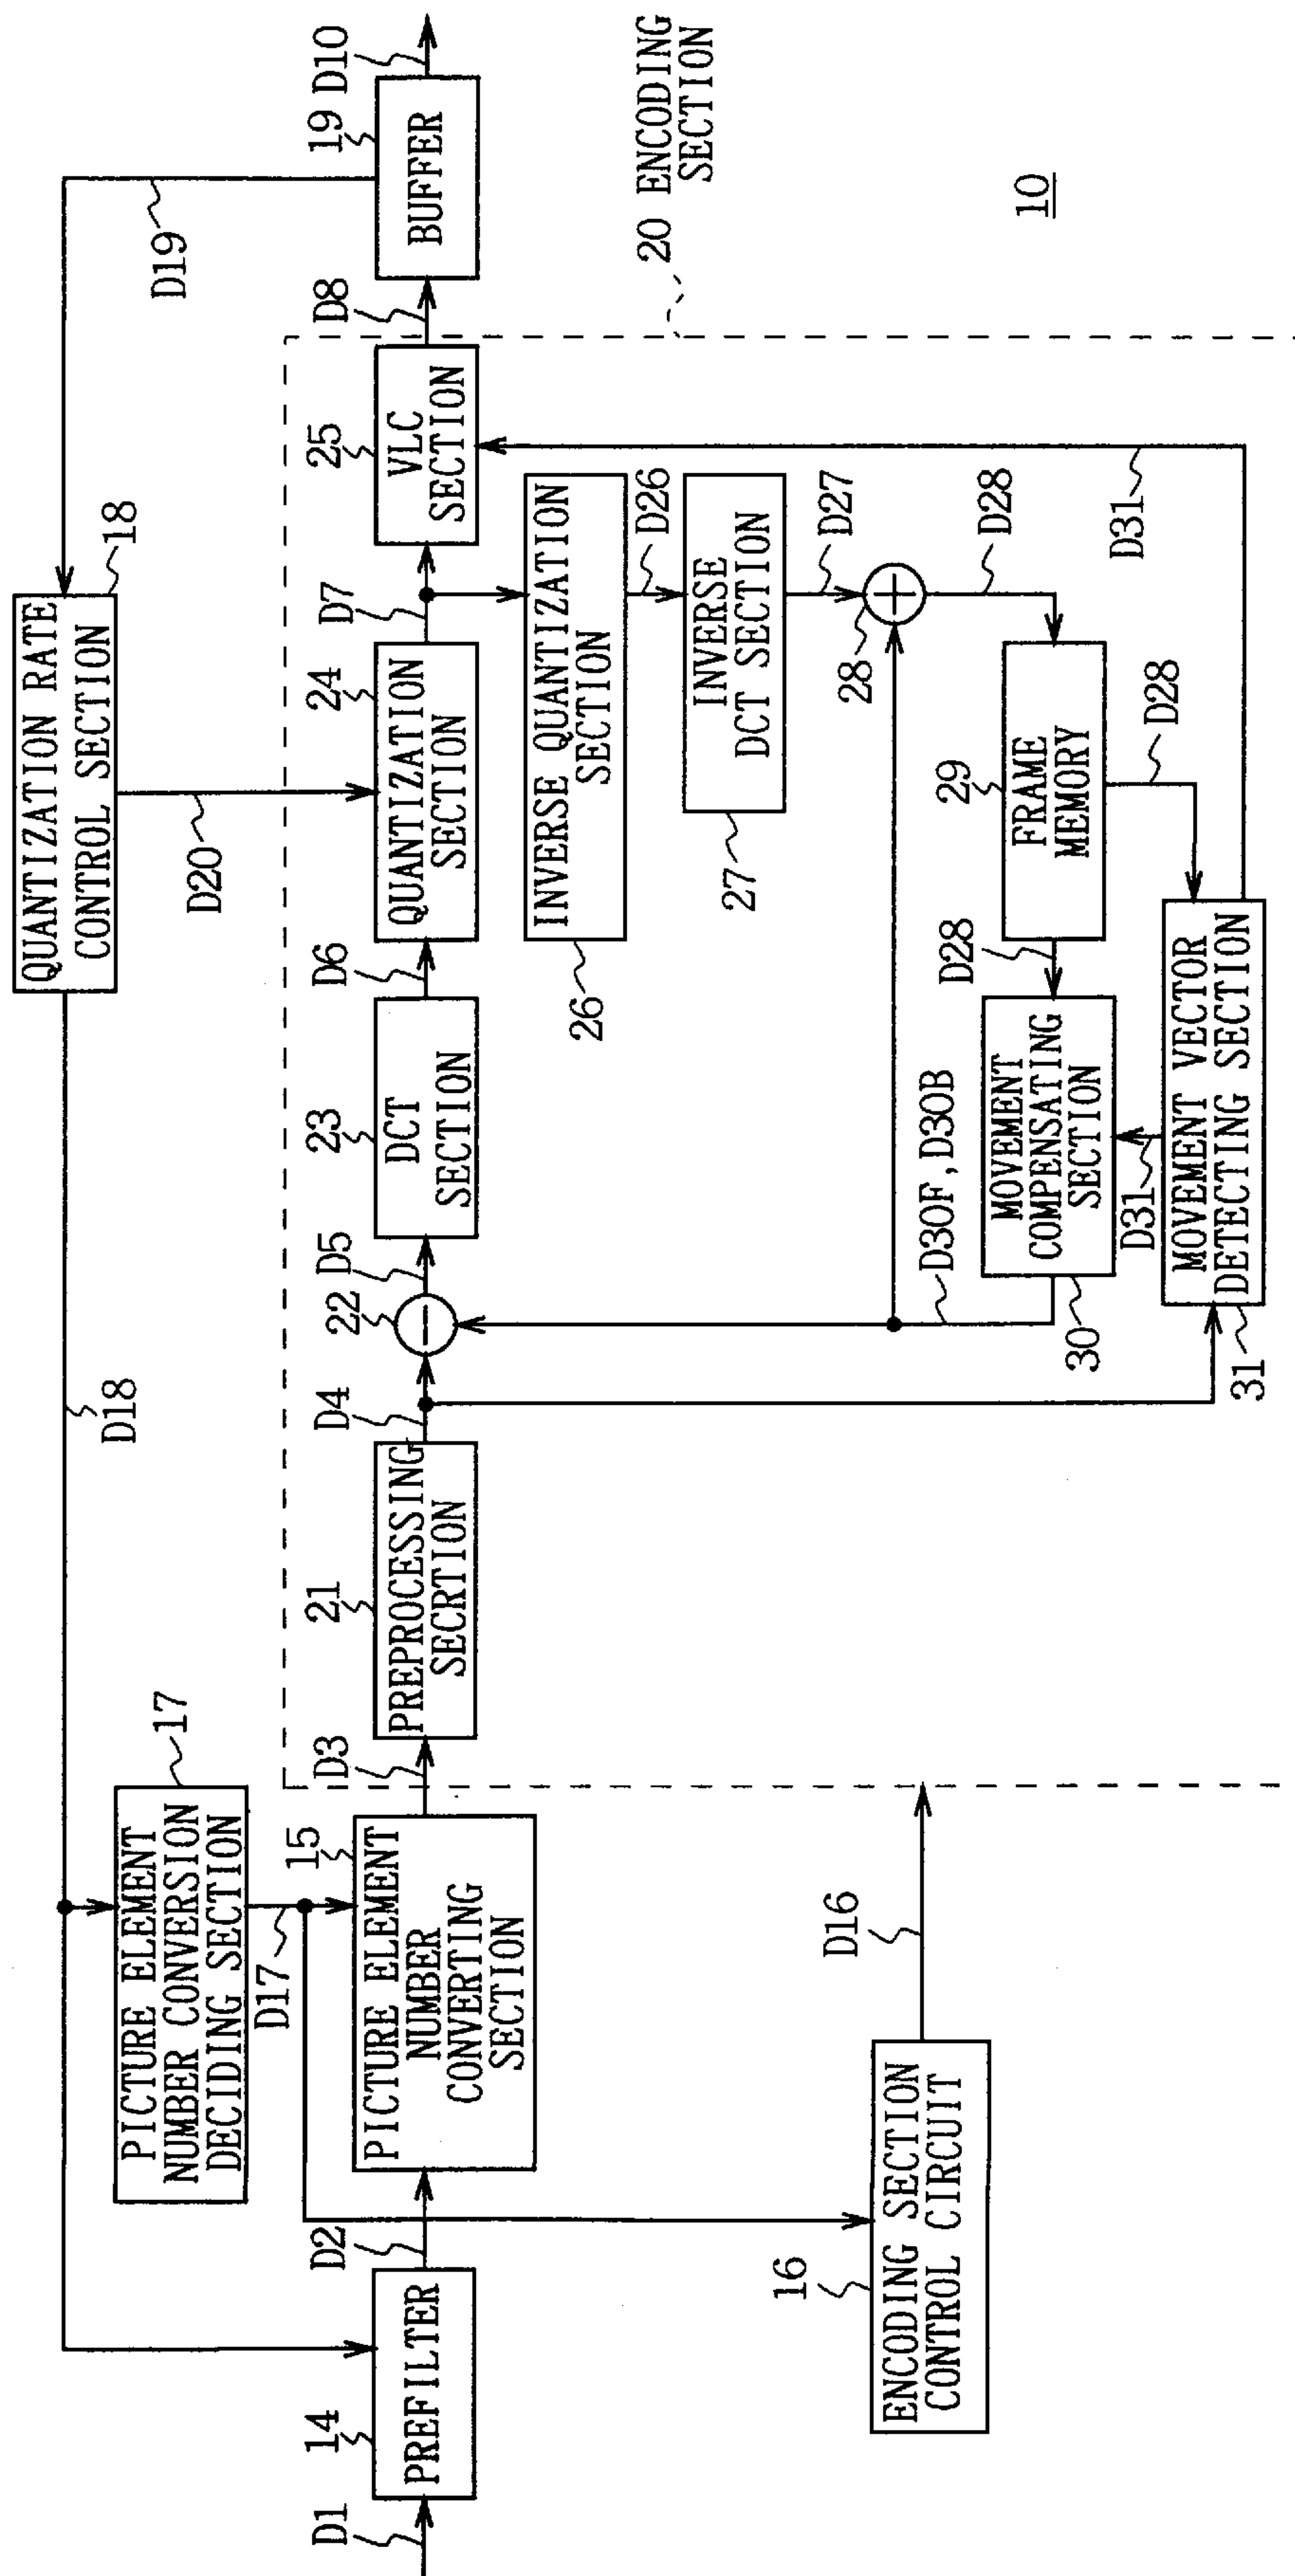 D1
14
PREFILTER
D2
D18
17
PICTURE ELEMENT
NUMBER CONVERSION
DECIDING SECTION
D17
15
PICTURE ELEMENT
NUMBER
CONVERTING
SECTION
D3
16
ENCODING SECTION
CONTROL CIRCUIT
D16
QUANTIZATION RATE
CONTROL SECTION
18
D20
D19
21
PREPROCESSING
SECRTION
D4
22
D5
23
DCT
SECTION
D6
24
QUANTIZATION
SECTION
D7
25
VLC
SECTION
D8
19
BUFFER
D10
20 ENCODING
SECTION
INVERSE QUANTIZATION
SECTION
26
D26
INVERSE
DCT SECTION
27
D27
28
D28
29
FRAME
MEMORY
D28
D28
MOVEMENT
COMPENSATING
SECTION
30
D30F, D30B
D31
MOVEMENT VECTOR
DETECTING SECTION
31
D31
10